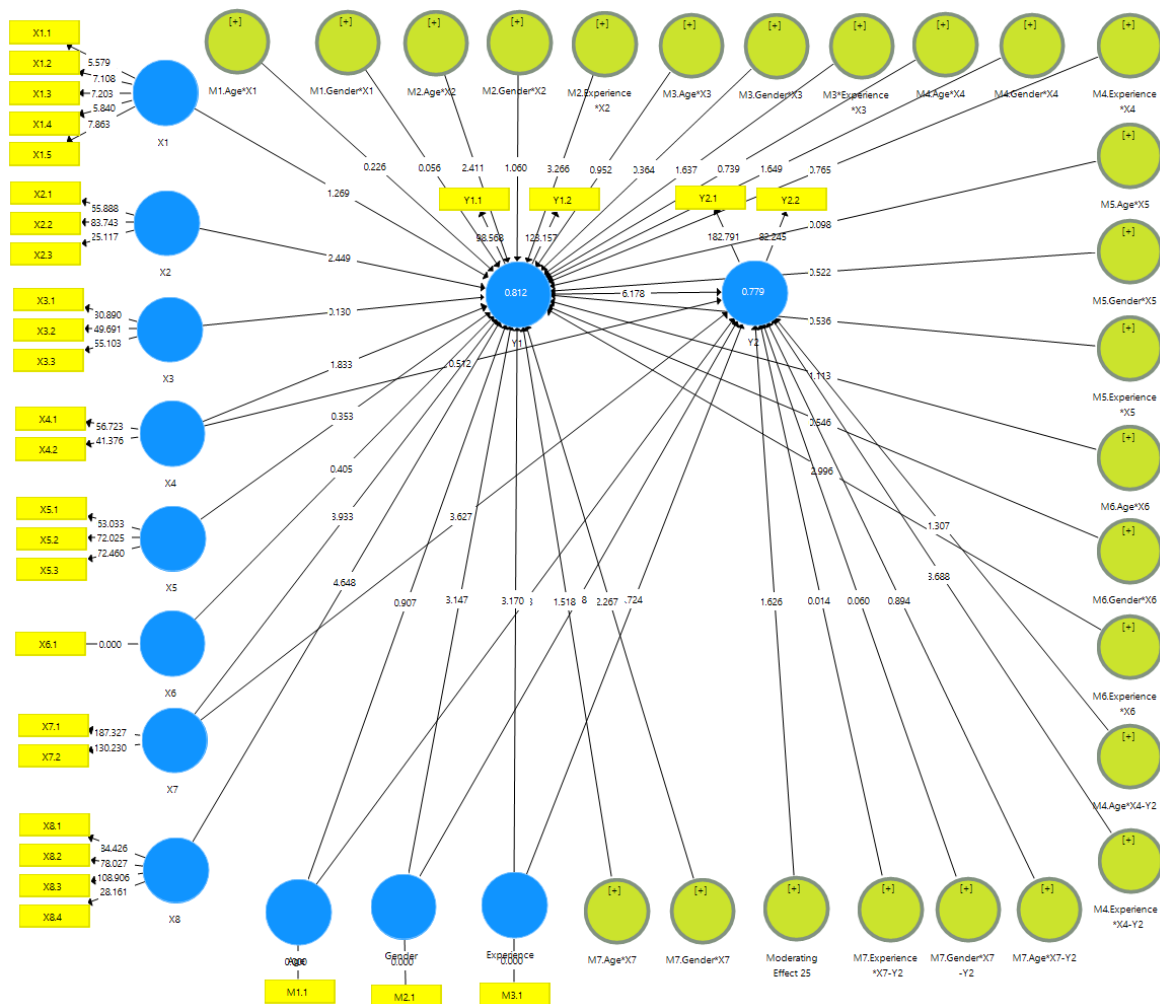 [+]
[+]
[+]
[+]
[+]
[+]
[+]
[+]
[+]
[+]
[+]
M1.Age*X1
M1.Gender*X1
M2.Age*X2
M2.Gender*X2
M2.Experience
*X2
M3.Age*X3
M3.Gender*X3
M3*Experience
*X3
M4.Age*X4
M4.Gender*X4
M4.Experience
*X4
X1.1
X1.2
X1.3
X1.4
X1.5
5.579
7.108
7.203
5.840
7.863
X1
0.226
0.056
2.411
1.060
3.266
0.952
0.364
1.637
0.739
1.649
0.765
1.269
Y1.1
Y1.2
Y2.1
Y2.2
98.568
123.157
182.791
82.245
[+]
M5.Age*X5
0.098
X2.1
X2.2
X2.3
55.888
83.743
25.117
X2
2.449
0.812
Y1
6.178
0.779
Y2
0.522
[+]
M5.Gender*X5
X3.1
X3.2
X3.3
30.890
49.691
55.103
X3
0.536
[+]
M5.Experience
*X5
X4.1
X4.2
56.723
41.376
X4
1.833
0.512
1.113
[+]
M6.Age*X6
X5.1
X5.2
X5.3
53.033
72.025
72.460
X5
0.353
2.996
[+]
M6.Gender*X6
X6.1
0.000
X6
0.405
[+]
M6.Experience
*X6
X7.1
X7.2
187.327
130.230
X7
3.933
3.627
1.307
[+]
M4.Age*X4-Y2
X8.1
X8.2
X8.3
X8.4
34.426
78.027
108.906
28.161
X8
4.648
3.688
[+]
M4.Experience
*X4-Y2
0.907
3.147
3.170
1.518
2.267
1.626
0.014
0.060
0.894
Gender
Experience
0.000
0.000
M1.1
M2.1
M3.1
[+]
[+]
[+]
[+]
[+]
[+]
M7.Age*X7
M7.Gender*X7
Moderating
Effect 25
M7.Experience
*X7-Y2
M7.Gender*X7
-Y2
M7.Age*X7-Y2